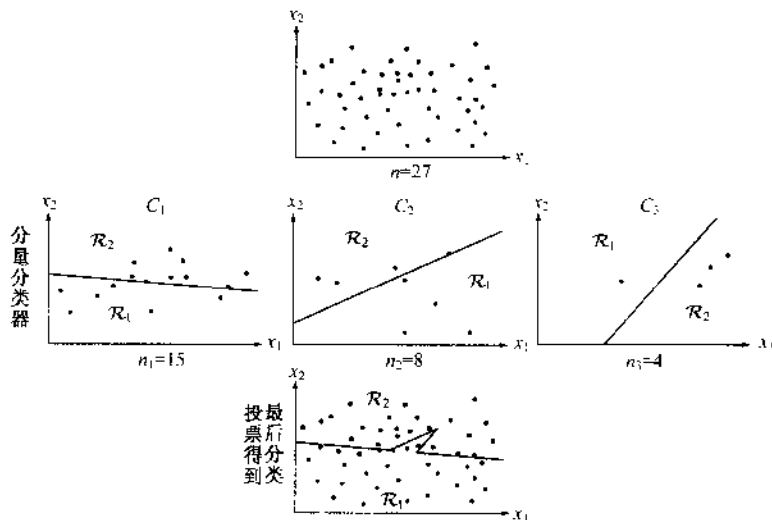 x₂
x₁
n=27
分量分类器
x₂
C₁
R₂
R₁
x₁
n₁=15
x₂
C₂
R₂
R₁
x₁
n₂=8
x₂
C₃
R₁
R₂
x₁
n₃=4
最后分类
投票得到
x₂
R₂
R₁
x₁